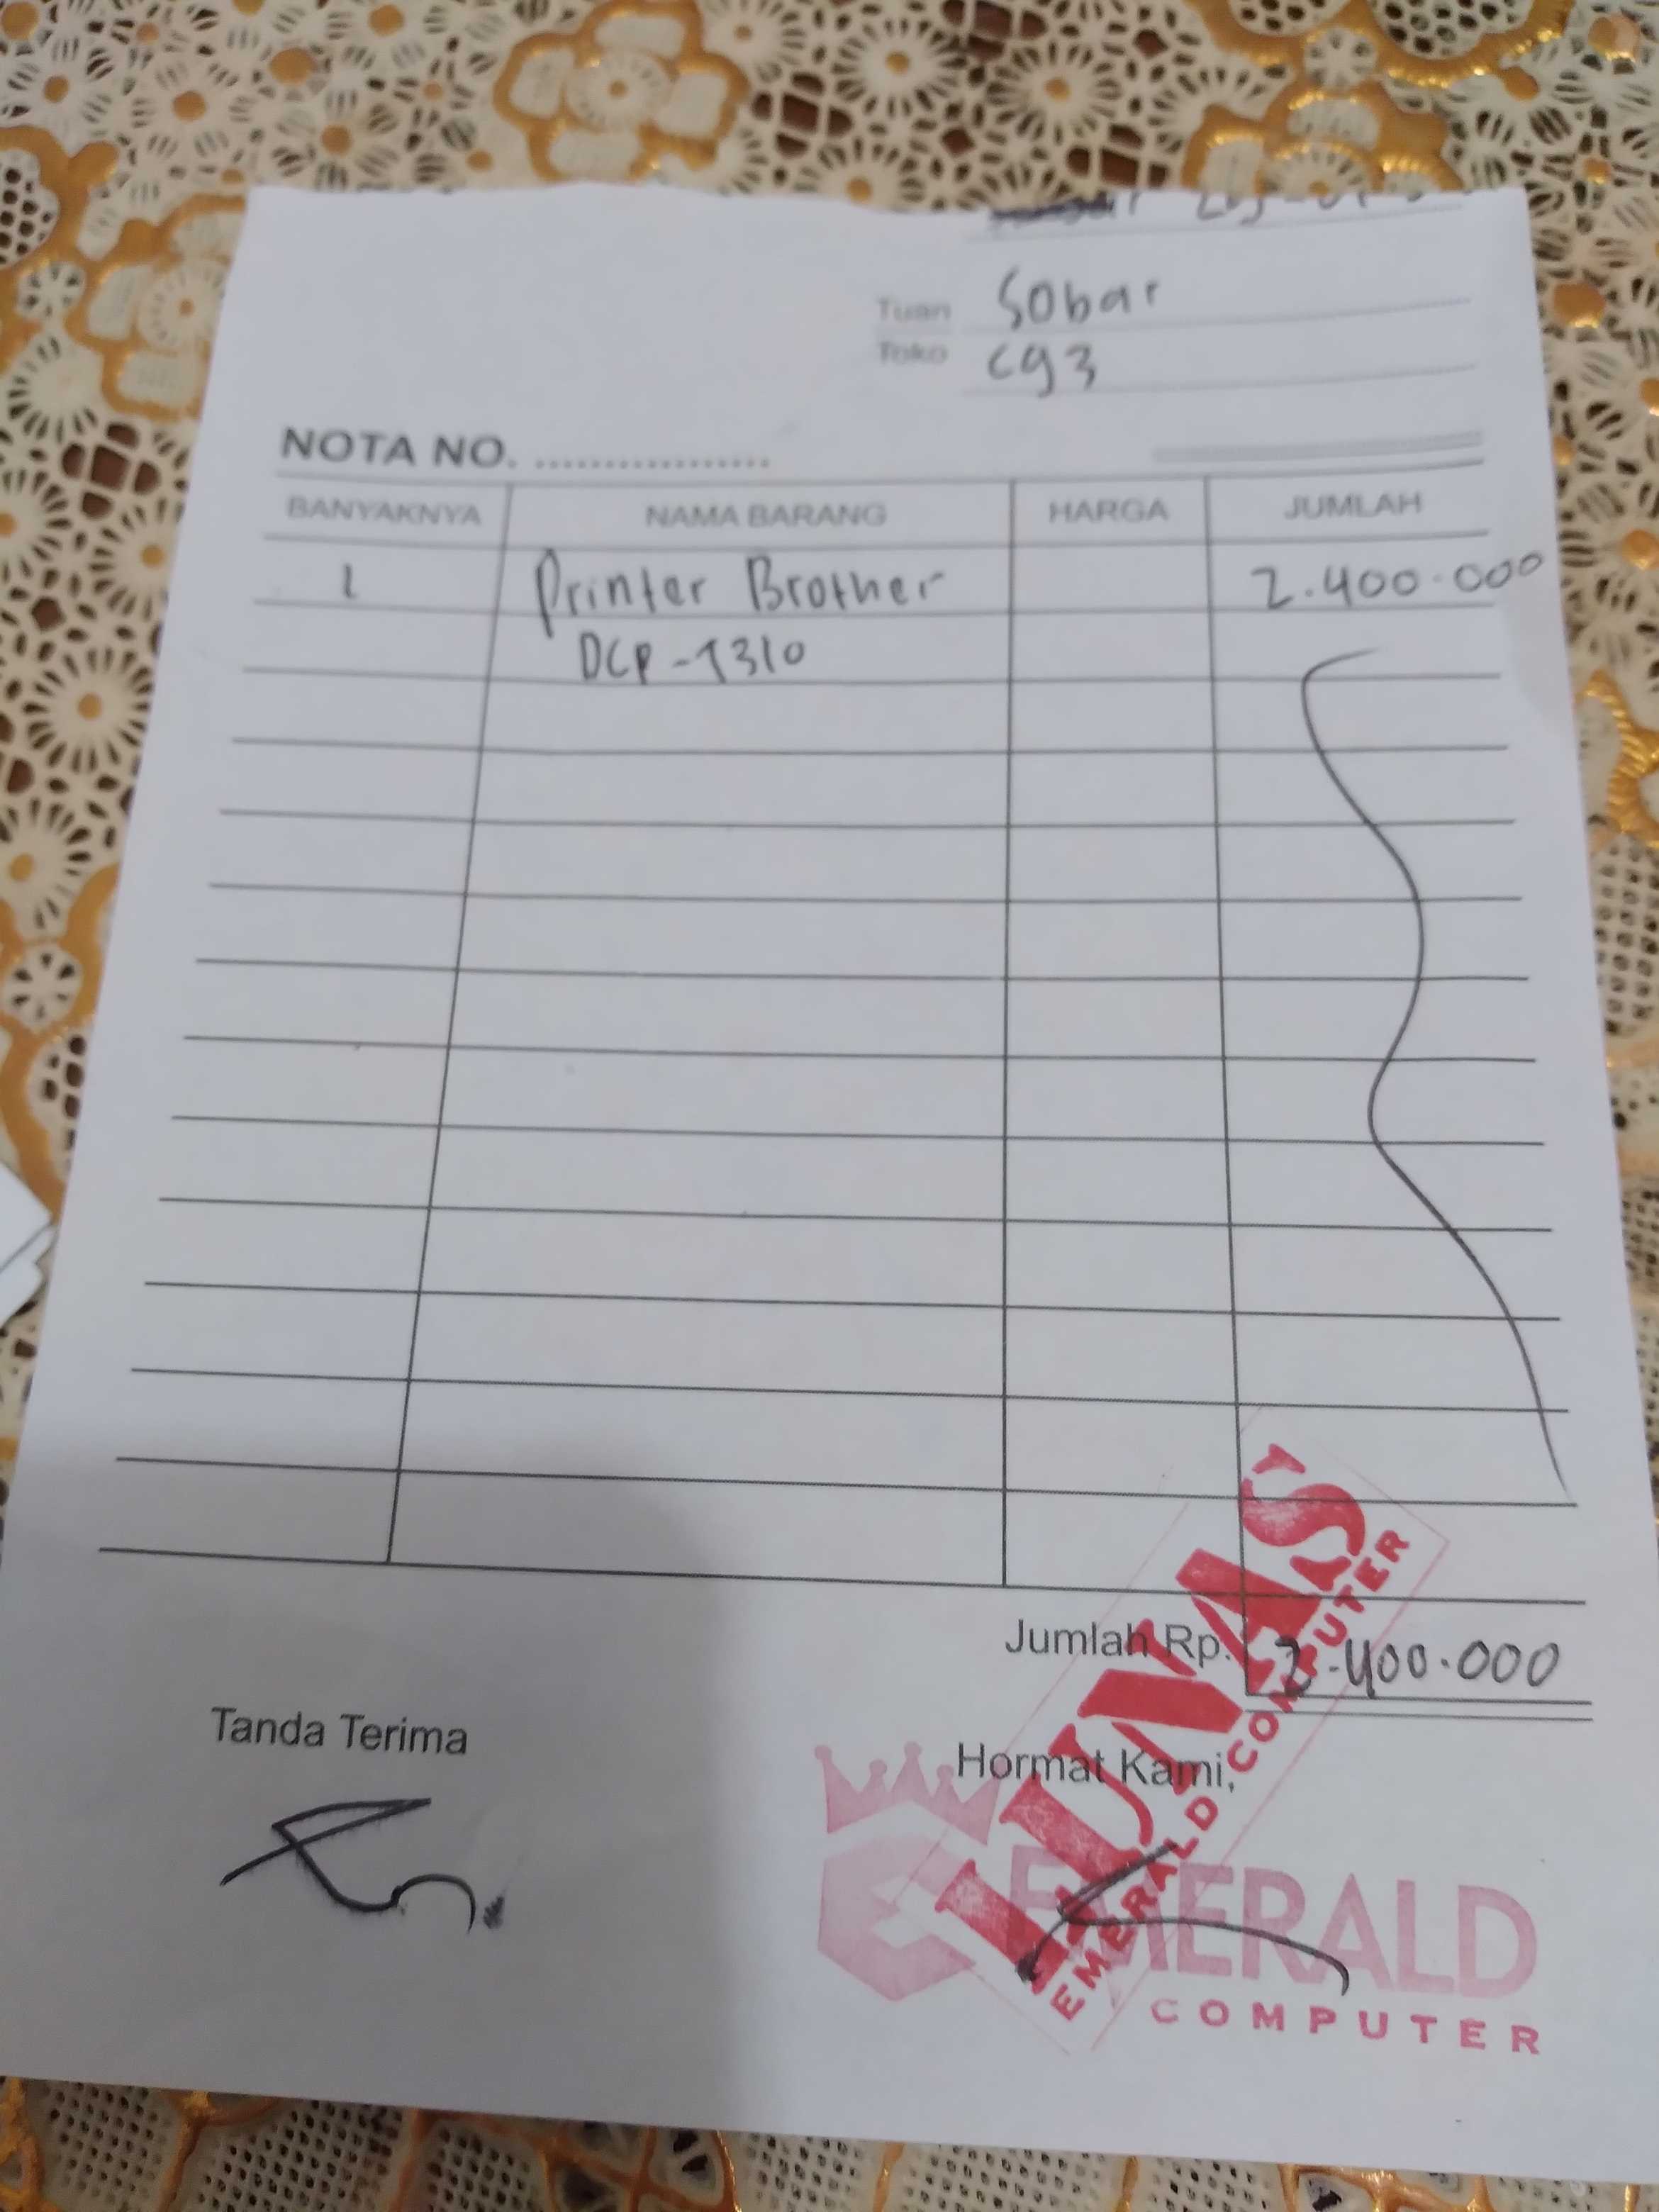 Tuan Sobar
Toko cg3
NOTA NO. ..................
BANYAKNYA NAMA BARANG HARGA JUMLAH
1 Printer Brother 2.400.000
DCP-T310
Jumlah Rp. 2.400.000
Tanda Terima
Hormat Kami,
LUNAS
EMERALD COMPUTER
EMERALD
COMPUTER